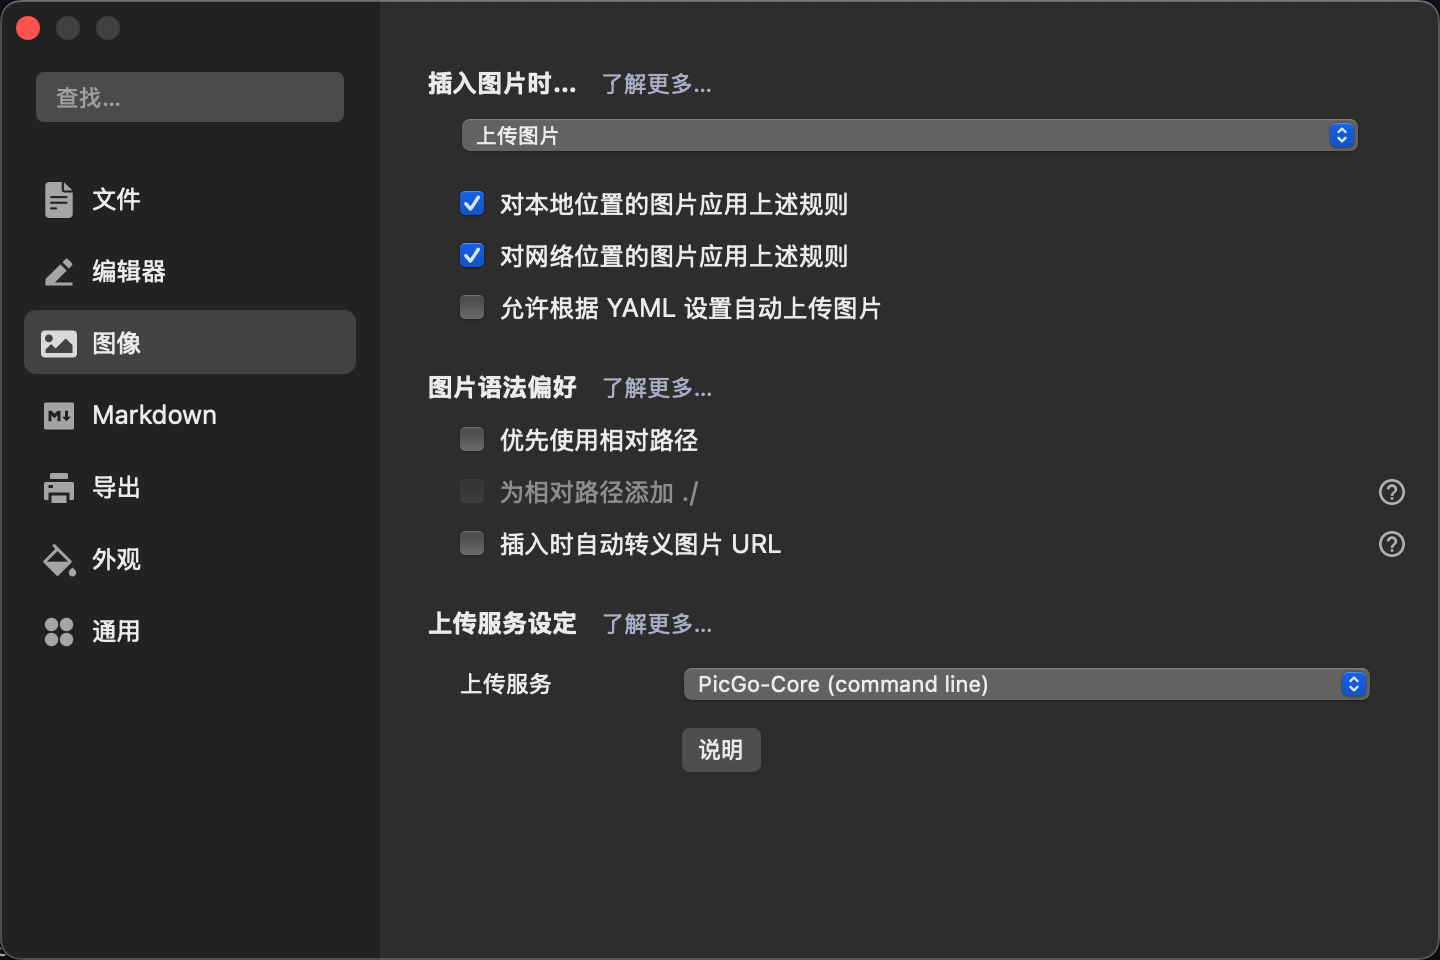 查找...
文件
编辑器
图像
Markdown
导出
外观
通用
插入图片时... 了解更多...
上传图片
对本地位置的图片应用上述规则
对网络位置的图片应用上述规则
允许根据 YAML 设置自动上传图片
图片语法偏好 了解更多...
优先使用相对路径
为相对路径添加 ./
插入时自动转义图片 URL
上传服务设定 了解更多...
上传服务 PicGo-Core (command line)
说明